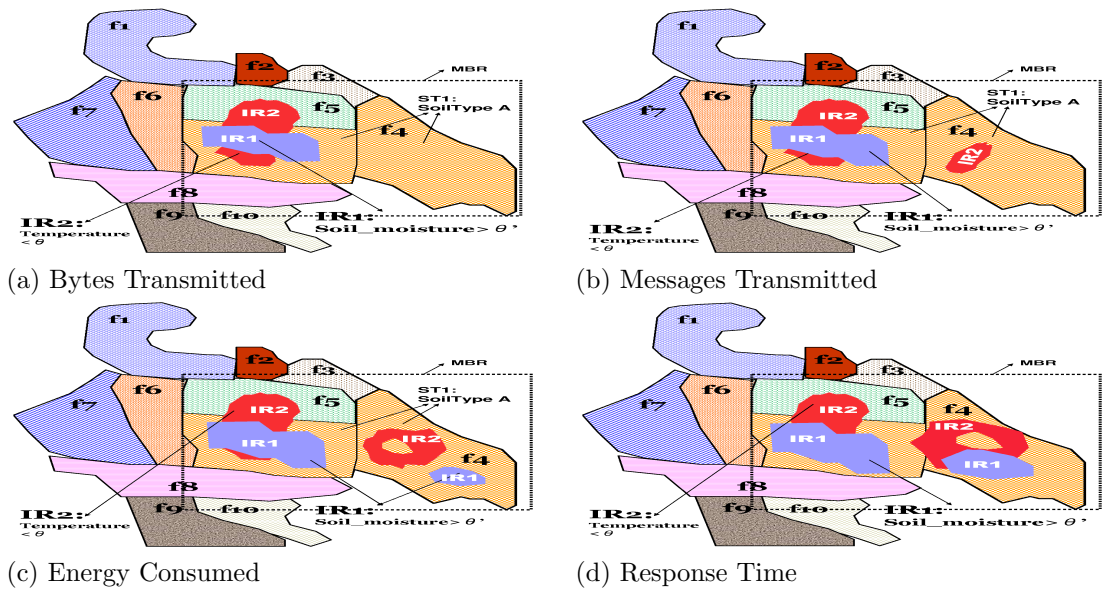 f1
f2
f3
MBR
f7
f6
IR2
f5
ST1:
SoilType A
IR1
f4
f8
IR2:
Temperature
< θ
f9
f10
IR1:
Soil_moisture> θ'
(a) Bytes Transmitted
f1
f2
f3
MBR
f7
f6
IR2
f5
ST1:
SoilType A
IR1
f4
IR2
f8
IR2:
Temperature
< θ
f9
f10
IR1:
Soil_moisture> θ'
(b) Messages Transmitted
f1
f2
f3
MBR
f7
f6
IR2
f5
ST1:
SoilType A
IR1
IR2
f4
IR1
f8
IR2:
Temperature
< θ
f9
f10
IR1:
Soil_moisture> θ'
(c) Energy Consumed
f1
f2
f3
MBR
f7
f6
IR2
f5
f4
IR2
IR1
IR1
f8
IR2:
Temperature
< θ
f9
f10
IR1:
Soil_moisture> θ'
(d) Response Time